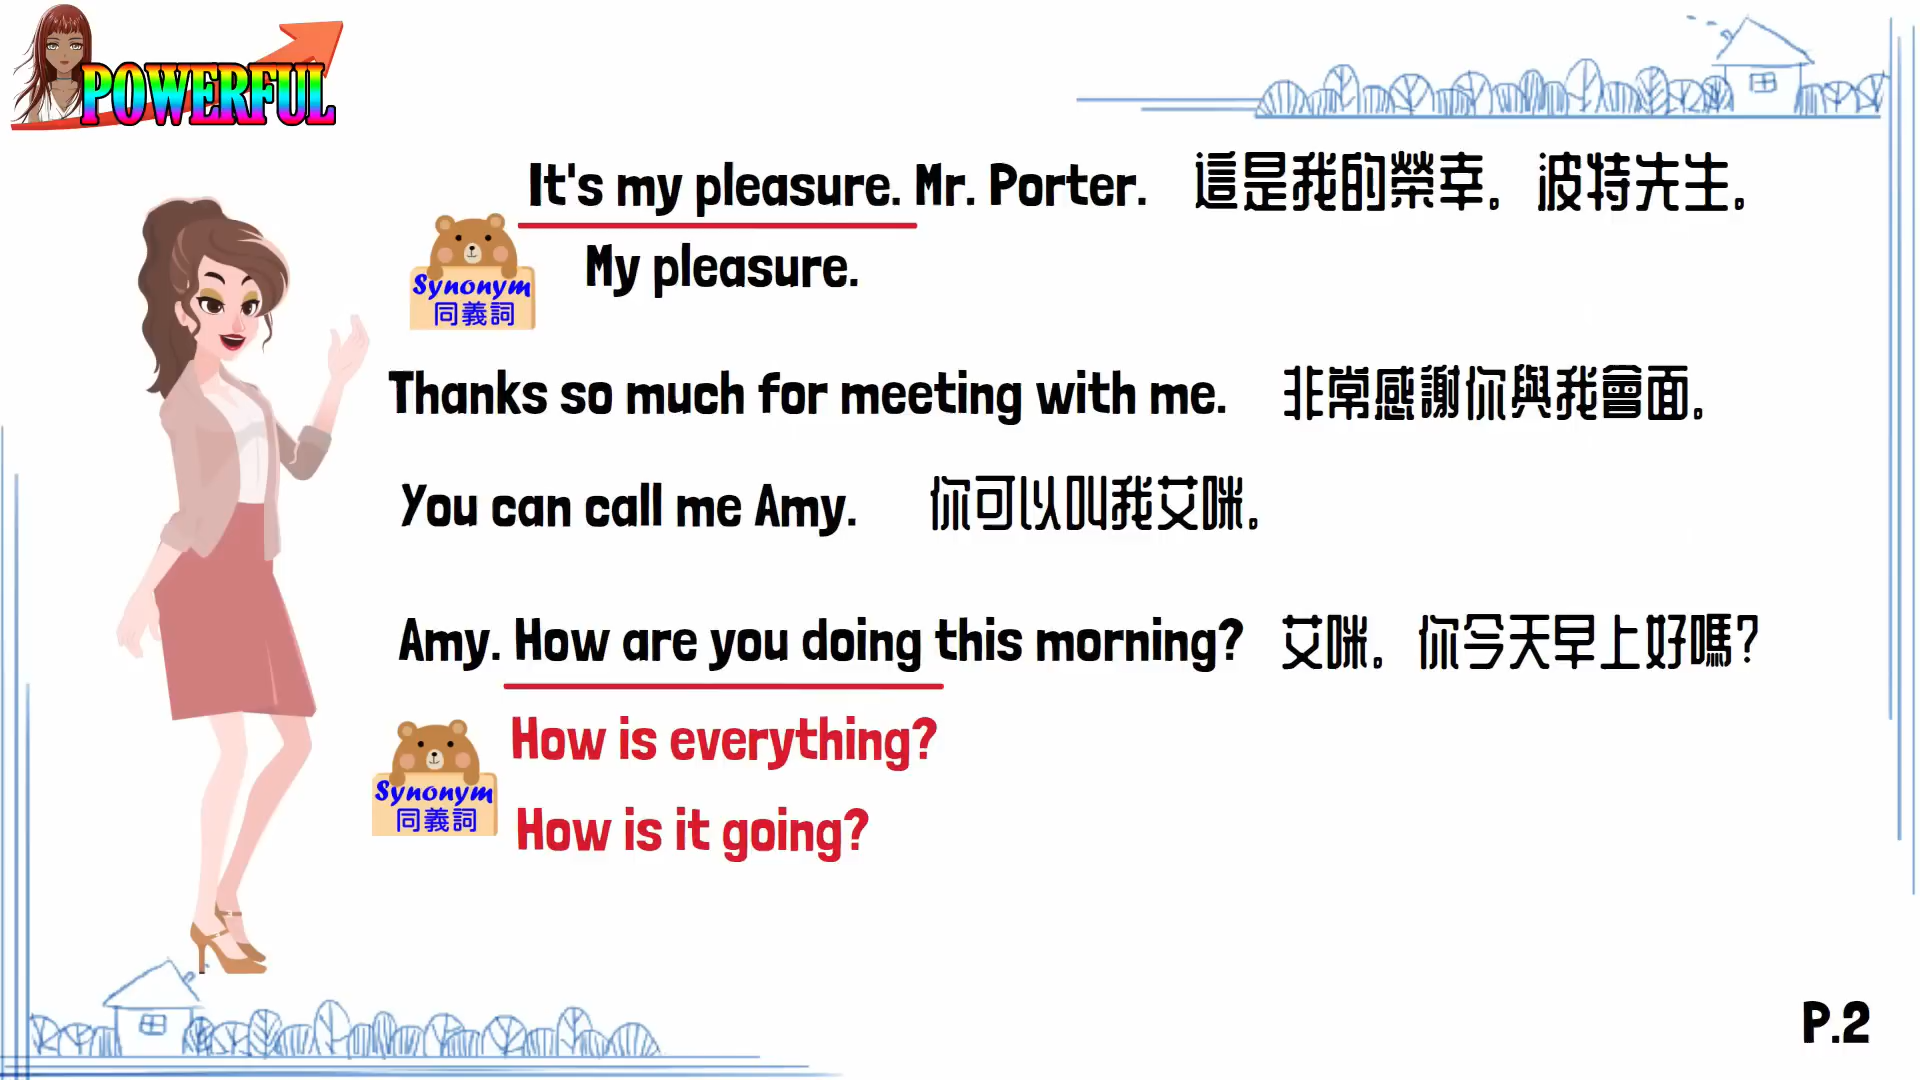 POWERFUL
It's my pleasure. Mr. Porter. 這是我的榮幸。波特先生。
Synonym
同義詞
My pleasure.
Thanks so much for meeting with me. 非常感謝你與我會面。
You can call me Amy. 你可以叫我艾咪。
Amy. How are you doing this morning? 艾咪。你今天早上好嗎?
Synonym
同義詞
How is everything?
How is it going?
P.2